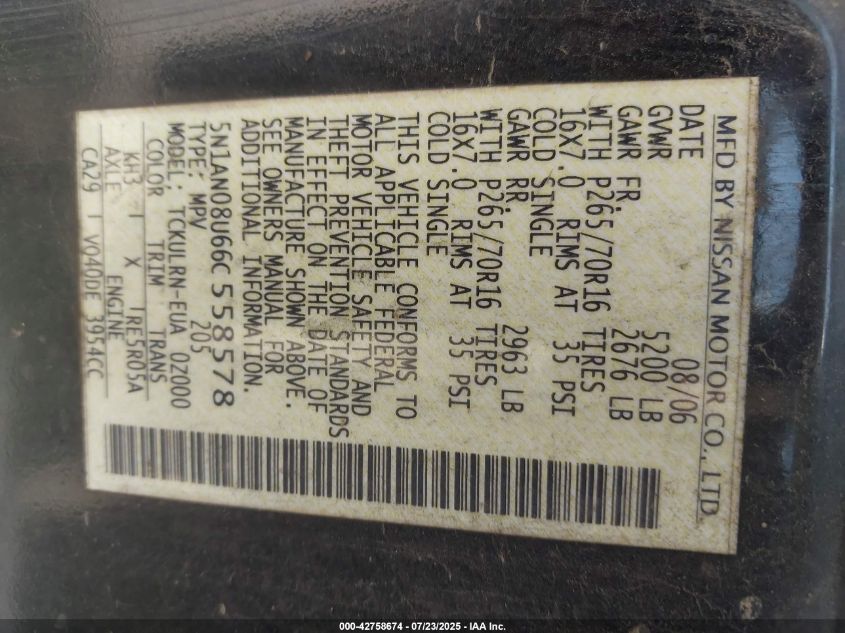 MFD BY NISSAN MOTOR CO., LTD.
DATE 08/06
GVWR 5200 LB
GAWR FR. 2676 LB
WITH P265/70R16 TIRES
16X7.0 RIMS AT 35 PSI
COLD SINGLE
GAWR RR. 2963 LB
WITH P265/70R16 TIRES
16X7.0 RIMS AT 35 PSI
COLD SINGLE
THIS VEHICLE CONFORMS TO
ALL APPLICABLE FEDERAL
MOTOR VEHICLE SAFETY AND
THEFT PREVENTION STANDARDS
IN EFFECT ON THE DATE OF
MANUFACTURE SHOWN ABOVE.
SEE OWNERS MANUAL FOR
ADDITIONAL INFORMATION.
5N1AN08U66C558578
TYPE: MPV 205
MODEL: TCKULRN-EUA 0Z000
COLOR TRIM TRANS
KH3 X RE5R05A
AXLE ENGINE
CA29 VQ40DE 3954CC
000-42758674 / 07/23/2025 - IAA Inc.